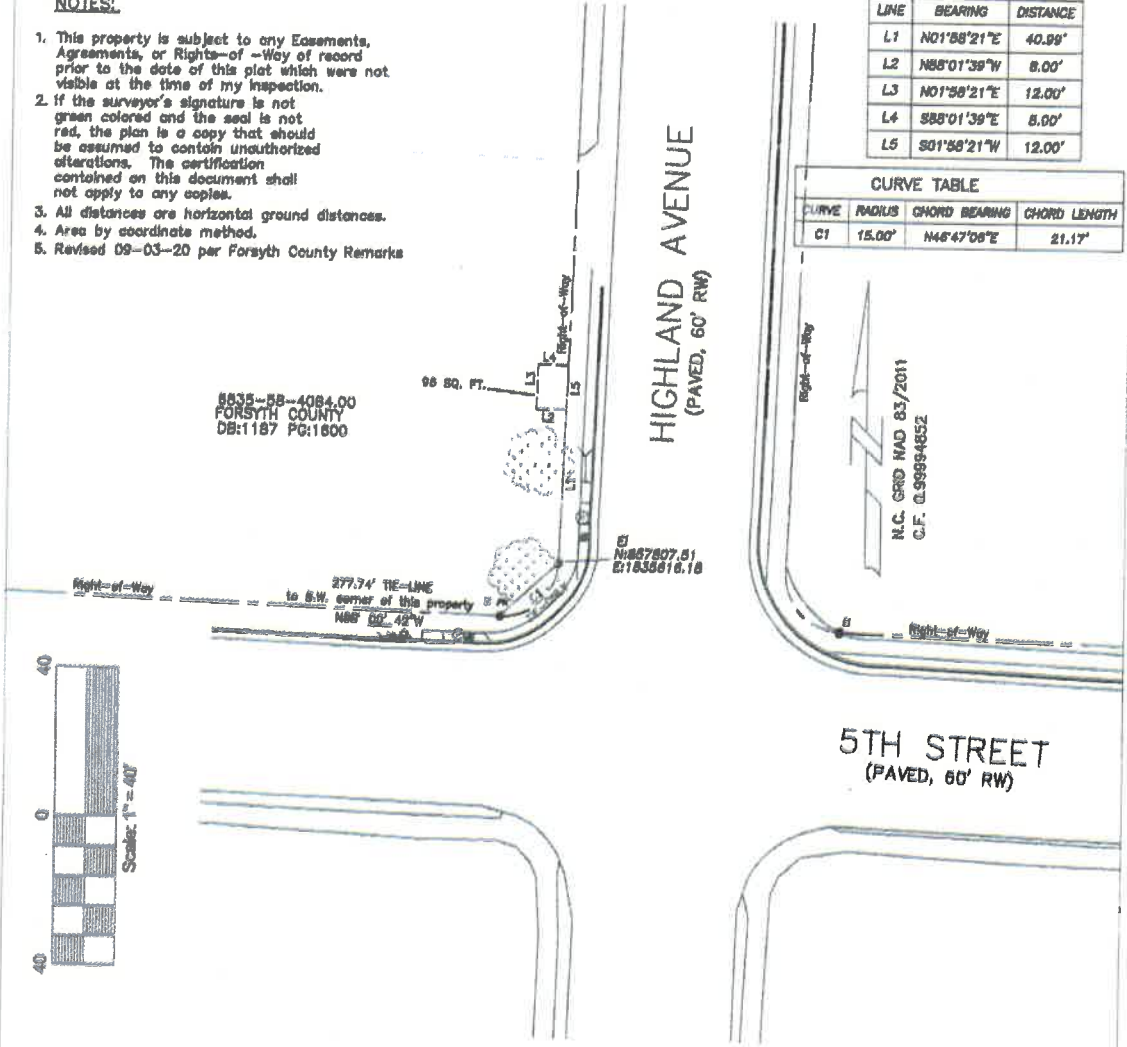 NOTES:
1. This property is subject to any Easements,
Agreements, or Rights-of -Way of record
prior to the date of this plat which were not
visible at the time of my inspection.
2. If the surveyor's signature is not
green colored and the seal is not
red, the plan is a copy that should
be assumed to contain unauthorized
alterations. The certification
contained on this document shall
not apply to any copies.
3. All distances are horizontal ground distances.
4. Area by coordinate method.
5. Revised 09-03-20 per Forsyth County Remarks
LINE BEARING DISTANCE
L1 N01°58'21"E 40.99'
L2 N88°01'39"W 8.00'
L3 N01°58'21"E 12.00'
L4 S88°01'39"E 8.00'
L5 S01°58'21"W 12.00'
CURVE TABLE
CURVE RADIUS CHORD BEARING CHORD LENGTH
C1 15.00' N46°47'08"E 21.17'
HIGHLAND AVENUE
(PAVED, 60' RW)
Right-of-Way
Right-of-Way
L4
L3
L5
L2
L1
96 SQ. FT.
6835-58-4084.00
FORSYTH COUNTY
DB:1187 PG:1600
N.C. GRID NAD 83/2011
C.F. 0.99994852
EI
N:857807.51
E:1635616.18
Right-of-Way
277.74' TIE-LINE
to S.W. corner of this property
EI
Right-of-Way
5TH STREET
(PAVED, 60' RW)
40
0
40
Scale: 1" = 40'